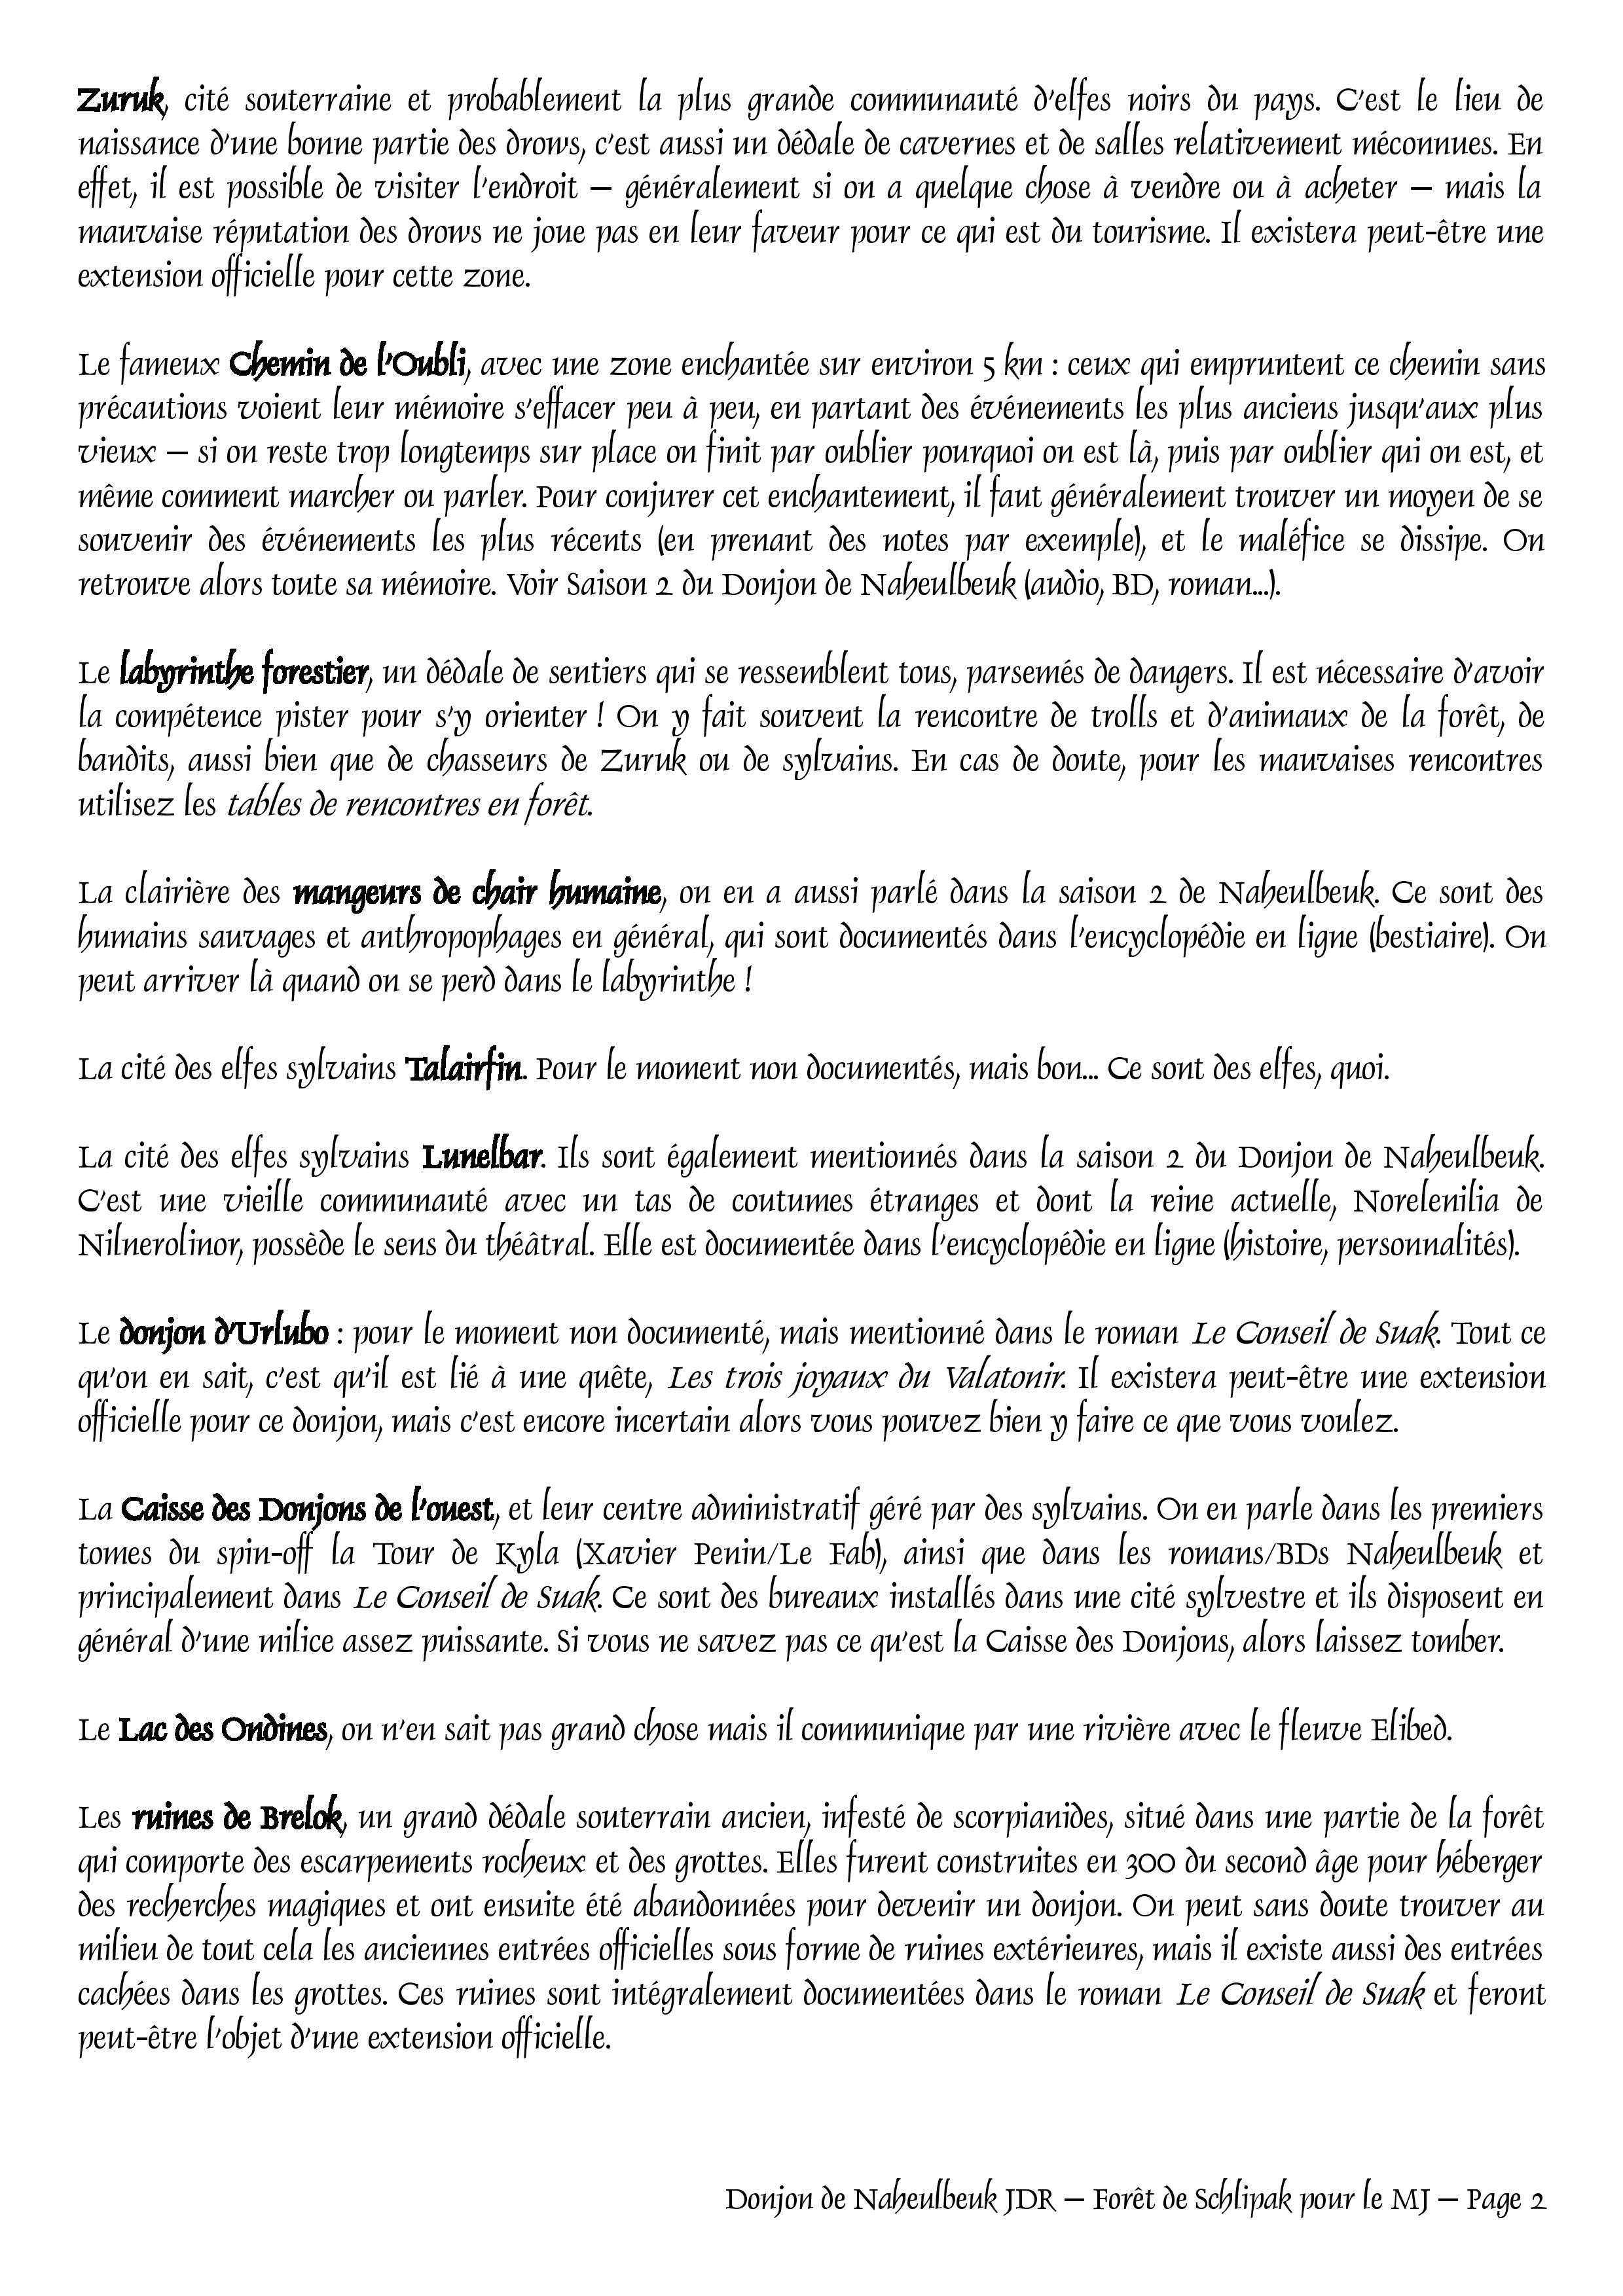 Zuruk, cité souterraine et probablement la plus grande communauté d'elfes noirs du pays. C'est le lieu de
naissance d'une bonne partie des drows, c'est aussi un dédale de cavernes et de salles relativement méconnues. En
effet, il est possible de visiter l'endroit – généralement si on a quelque chose à vendre ou à acheter – mais la
mauvaise réputation des drows ne joue pas en leur faveur pour ce qui est du tourisme. Il existera peut-être une
extension officielle pour cette zone.
Le fameux Chemin de l'Oubli, avec une zone enchantée sur environ 5 km : ceux qui empruntent ce chemin sans
précautions voient leur mémoire s'effacer peu à peu, en partant des événements les plus anciens jusqu'aux plus
vieux – si on reste trop longtemps sur place on finit par oublier pourquoi on est là, puis par oublier qui on est, et
même comment marcher ou parler. Pour conjurer cet enchantement, il faut généralement trouver un moyen de se
souvenir des événements les plus récents (en prenant des notes par exemple), et le maléfice se dissipe. On
retrouve alors toute sa mémoire. Voir Saison 2 du Donjon de Naheulbeuk (audio, BD, roman...).
Le labyrinthe forestier, un dédale de sentiers qui se ressemblent tous, parsemés de dangers. Il est nécessaire d'avoir
la compétence pister pour s'y orienter ! On y fait souvent la rencontre de trolls et d'animaux de la forêt, de
bandits, aussi bien que de chasseurs de Zuruk ou de sylvains. En cas de doute, pour les mauvaises rencontres
utilisez les tables de rencontres en forêt.
La clairière des mangeurs de chair humaine, on en a aussi parlé dans la saison 2 de Naheulbeuk. Ce sont des
humains sauvages et anthropophages en général, qui sont documentés dans l'encyclopédie en ligne (bestiaire). On
peut arriver là quand on se perd dans le labyrinthe !
La cité des elfes sylvains Talairfin. Pour le moment non documentés, mais bon... Ce sont des elfes, quoi.
La cité des elfes sylvains Lunelbar. Ils sont également mentionnés dans la saison 2 du Donjon de Naheulbeuk.
C'est une vieille communauté avec un tas de coutumes étranges et dont la reine actuelle, Norelenilia de
Nilnerolinor, possède le sens du théâtral. Elle est documentée dans l'encyclopédie en ligne (histoire, personnalités).
Le donjon d'Urlubo : pour le moment non documenté, mais mentionné dans le roman Le Conseil de Suak. Tout ce
qu'on en sait, c'est qu'il est lié à une quête, Les trois joyaux du Valatonir. Il existera peut-être une extension
officielle pour ce donjon, mais c'est encore incertain alors vous pouvez bien y faire ce que vous voulez.
La Caisse des Donjons de l'ouest, et leur centre administratif géré par des sylvains. On en parle dans les premiers
tomes du spin-off la Tour de Kyla (Xavier Penin/Le Fab), ainsi que dans les romans/BDs Naheulbeuk et
principalement dans Le Conseil de Suak. Ce sont des bureaux installés dans une cité sylvestre et ils disposent en
général d'une milice assez puissante. Si vous ne savez pas ce qu'est la Caisse des Donjons, alors laissez tomber.
Le Lac des Ondines, on n'en sait pas grand chose mais il communique par une rivière avec le fleuve Elibed.
Les ruines de Brelok, un grand dédale souterrain ancien, infesté de scorpianides, situé dans une partie de la forêt
qui comporte des escarpements rocheux et des grottes. Elles furent construites en 300 du second âge pour héberger
des recherches magiques et ont ensuite été abandonnées pour devenir un donjon. On peut sans doute trouver au
milieu de tout cela les anciennes entrées officielles sous forme de ruines extérieures, mais il existe aussi des entrées
cachées dans les grottes. Ces ruines sont intégralement documentées dans le roman Le Conseil de Suak et feront
peut-être l'objet d'une extension officielle.
Donjon de Naheulbeuk JDR – Forêt de Schlipak pour le MJ – Page 2